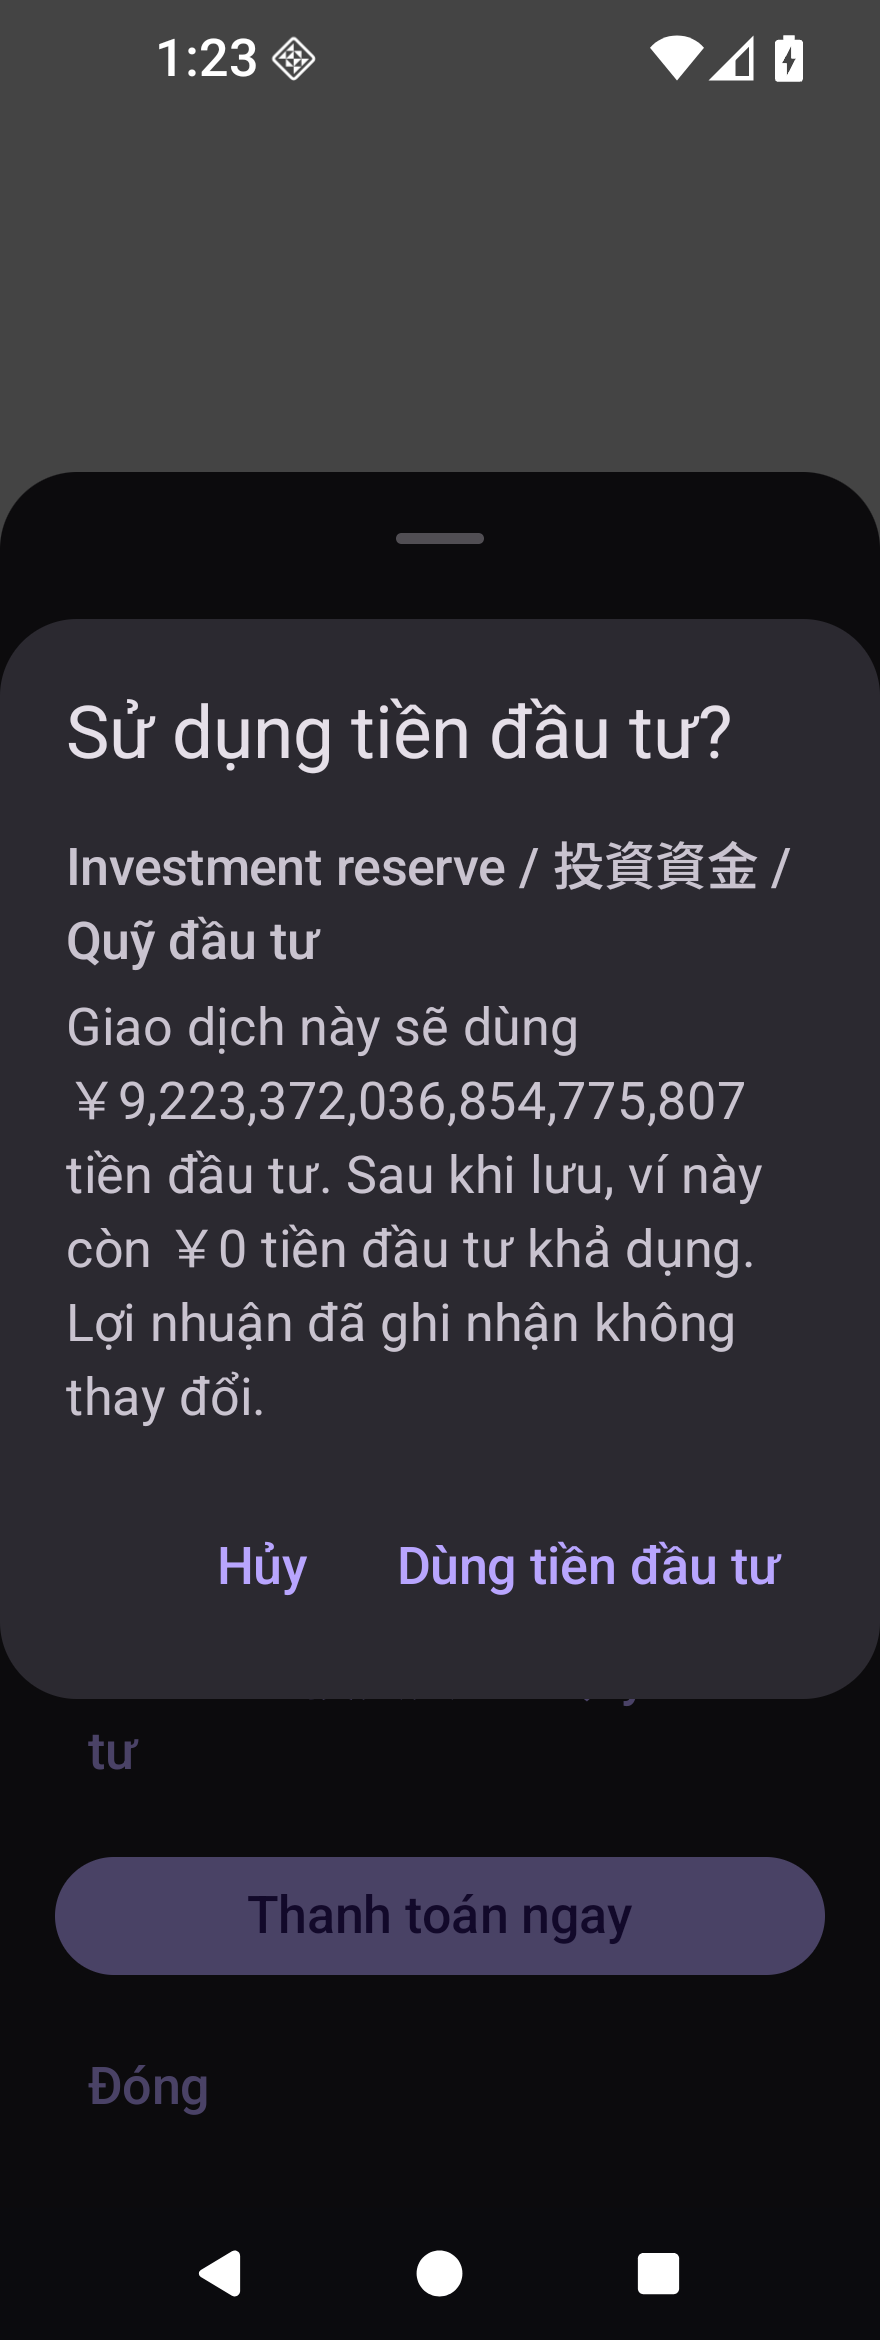 1:23
Sử dụng tiền đầu tư?
Investment reserve / 投資資金 /
Quỹ đầu tư
Giao dịch này sẽ dùng
￥9,223,372,036,854,775,807
tiền đầu tư. Sau khi lưu, ví này
còn ￥0 tiền đầu tư khả dụng.
Lợi nhuận đã ghi nhận không
thay đổi.
Hủy Dùng tiền đầu tư
tư
Thanh toán ngay
Đóng